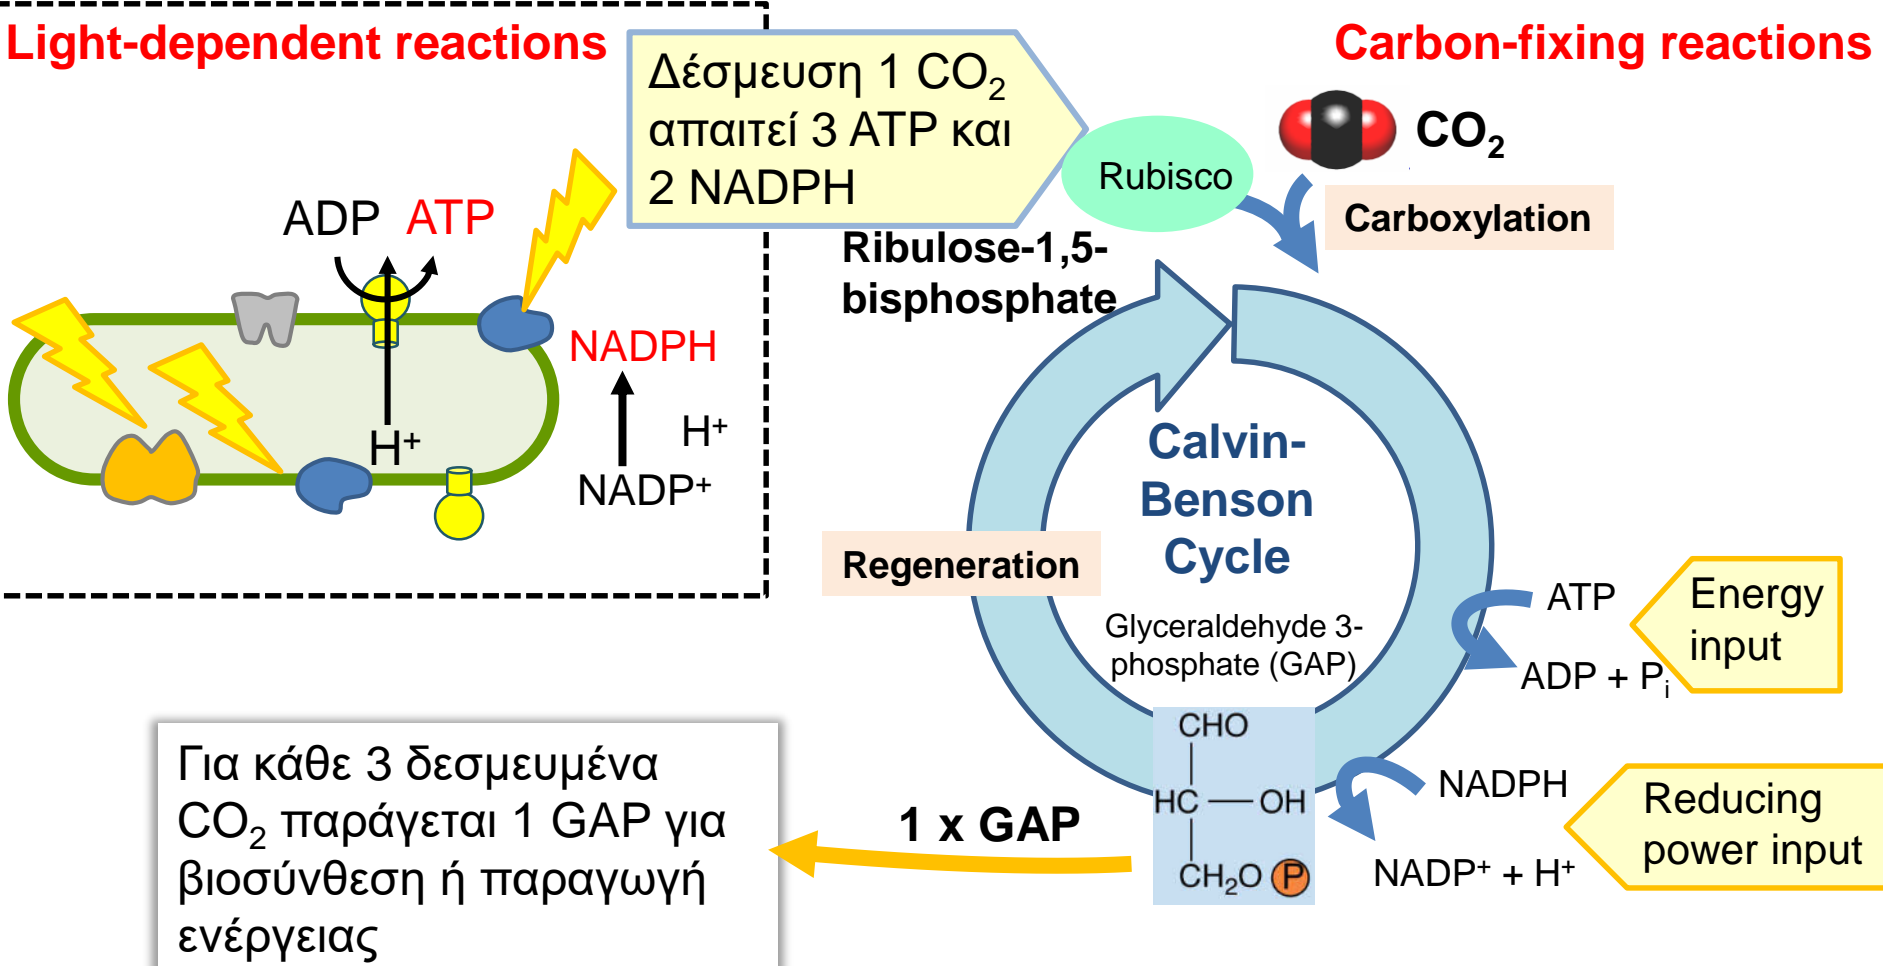 Light-dependent reactions
Δέσμευση 1 CO₂
απαιτεί 3 ATP και
2 NADPH
Carbon-fixing reactions
CO₂
Rubisco
Carboxylation
ADP ATP
Ribulose-1,5-
bisphosphate
NADPH
H⁺
H⁺
NADP⁺
Calvin-
Benson
Cycle
Regeneration
Glyceraldehyde 3-
phosphate (GAP)
ATP
ADP + Pᵢ
Energy
input
CHO
HC — OH
CH₂O P
NADPH
NADP⁺ + H⁺
Reducing
power input
1 x GAP
Για κάθε 3 δεσμευμένα
CO₂ παράγεται 1 GAP για
βιοσύνθεση ή παραγωγή
ενέργειας